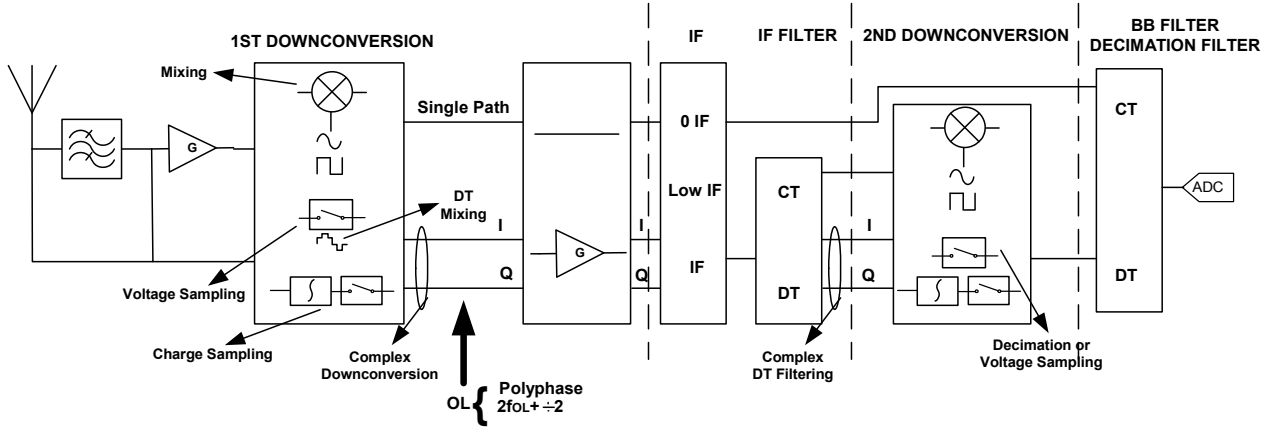 1ST DOWNCONVERSION
IF
IF FILTER
2ND DOWNCONVERSION
BB FILTER
DECIMATION FILTER
Mixing
Single Path
G
DT
Mixing
I
Q
Voltage Sampling
Charge Sampling
Complex
Downconversion
OL { Polyphase
2fOL+ ÷2
G
I
Q
0 IF
Low IF
IF
CT
DT
I
Q
Complex
DT Filtering
Decimation or
Voltage Sampling
CT
DT
ADC